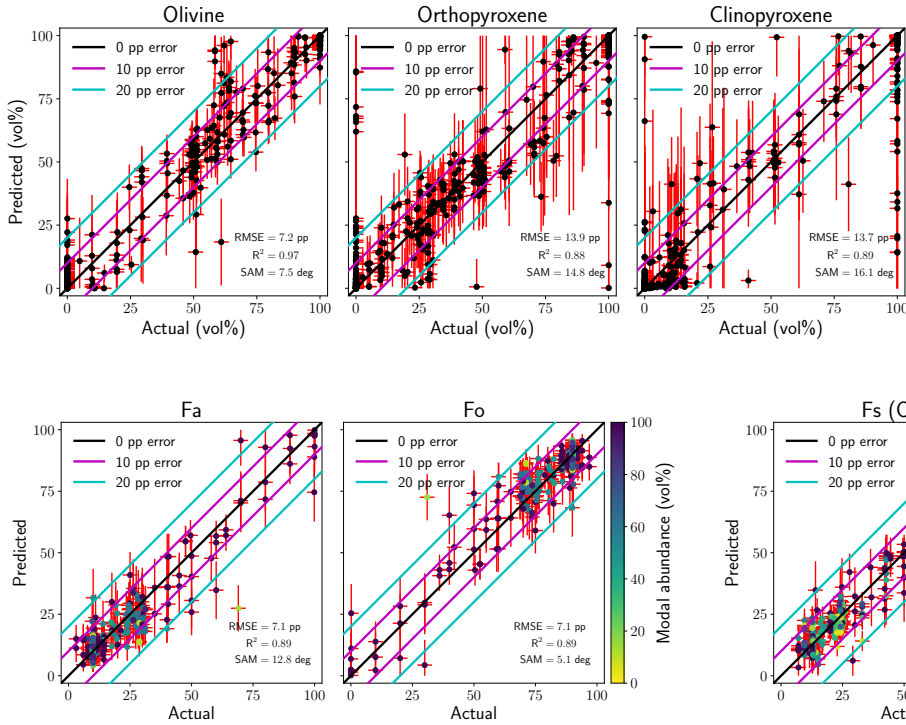 Olivine
Orthopyroxene
Clinopyroxene
100
75
50
25
0
Predicted (vol%)
0 pp error
10 pp error
20 pp error
RMSE = 7.2 pp
R² = 0.97
SAM = 7.5 deg
0 25 50 75 100
Actual (vol%)
0 pp error
10 pp error
20 pp error
RMSE = 13.9 pp
R² = 0.88
SAM = 14.8 deg
0 25 50 75 100
Actual (vol%)
0 pp error
10 pp error
20 pp error
RMSE = 13.7 pp
R² = 0.89
SAM = 16.1 deg
0 25 50 75 100
Actual (vol%)
Fa
Fo
Fs (C
100
75
50
25
0
Predicted
0 pp error
10 pp error
20 pp error
RMSE = 7.1 pp
R² = 0.89
SAM = 12.8 deg
0 25 50 75 100
Actual
100
75
50
25
0
0 pp error
10 pp error
20 pp error
RMSE = 7.1 pp
R² = 0.89
SAM = 5.1 deg
0 25 50 75 100
Actual
100
80
60
40
20
0
Modal abundance (vol%)
100
75
50
25
0
Predicted
0 pp error
10 pp error
20 pp error
0 25 50
Actu